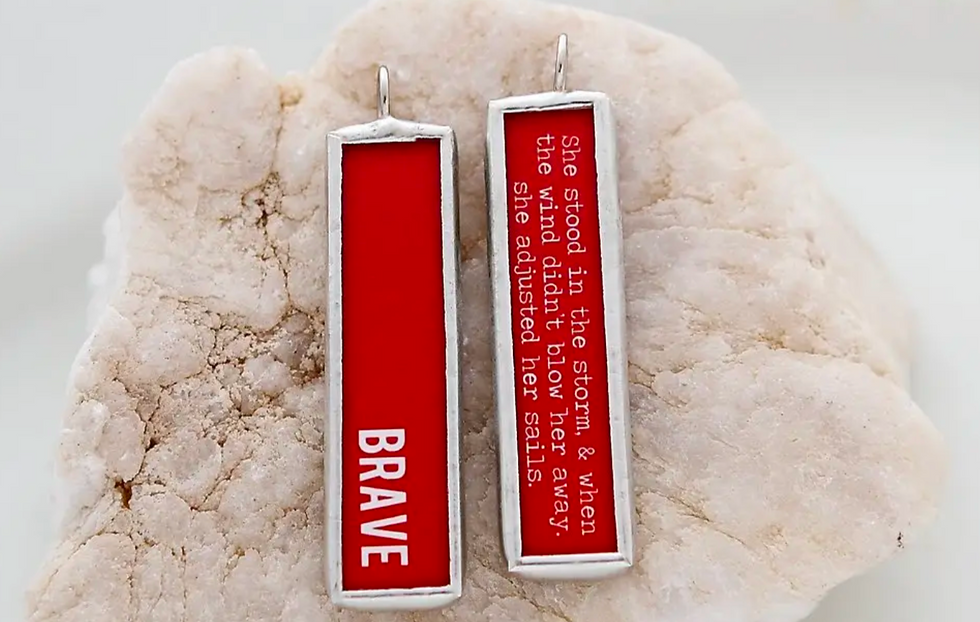 BRAVE
She stood in the storm, & when
the wind didn't blow her away.
she adjusted her sails.